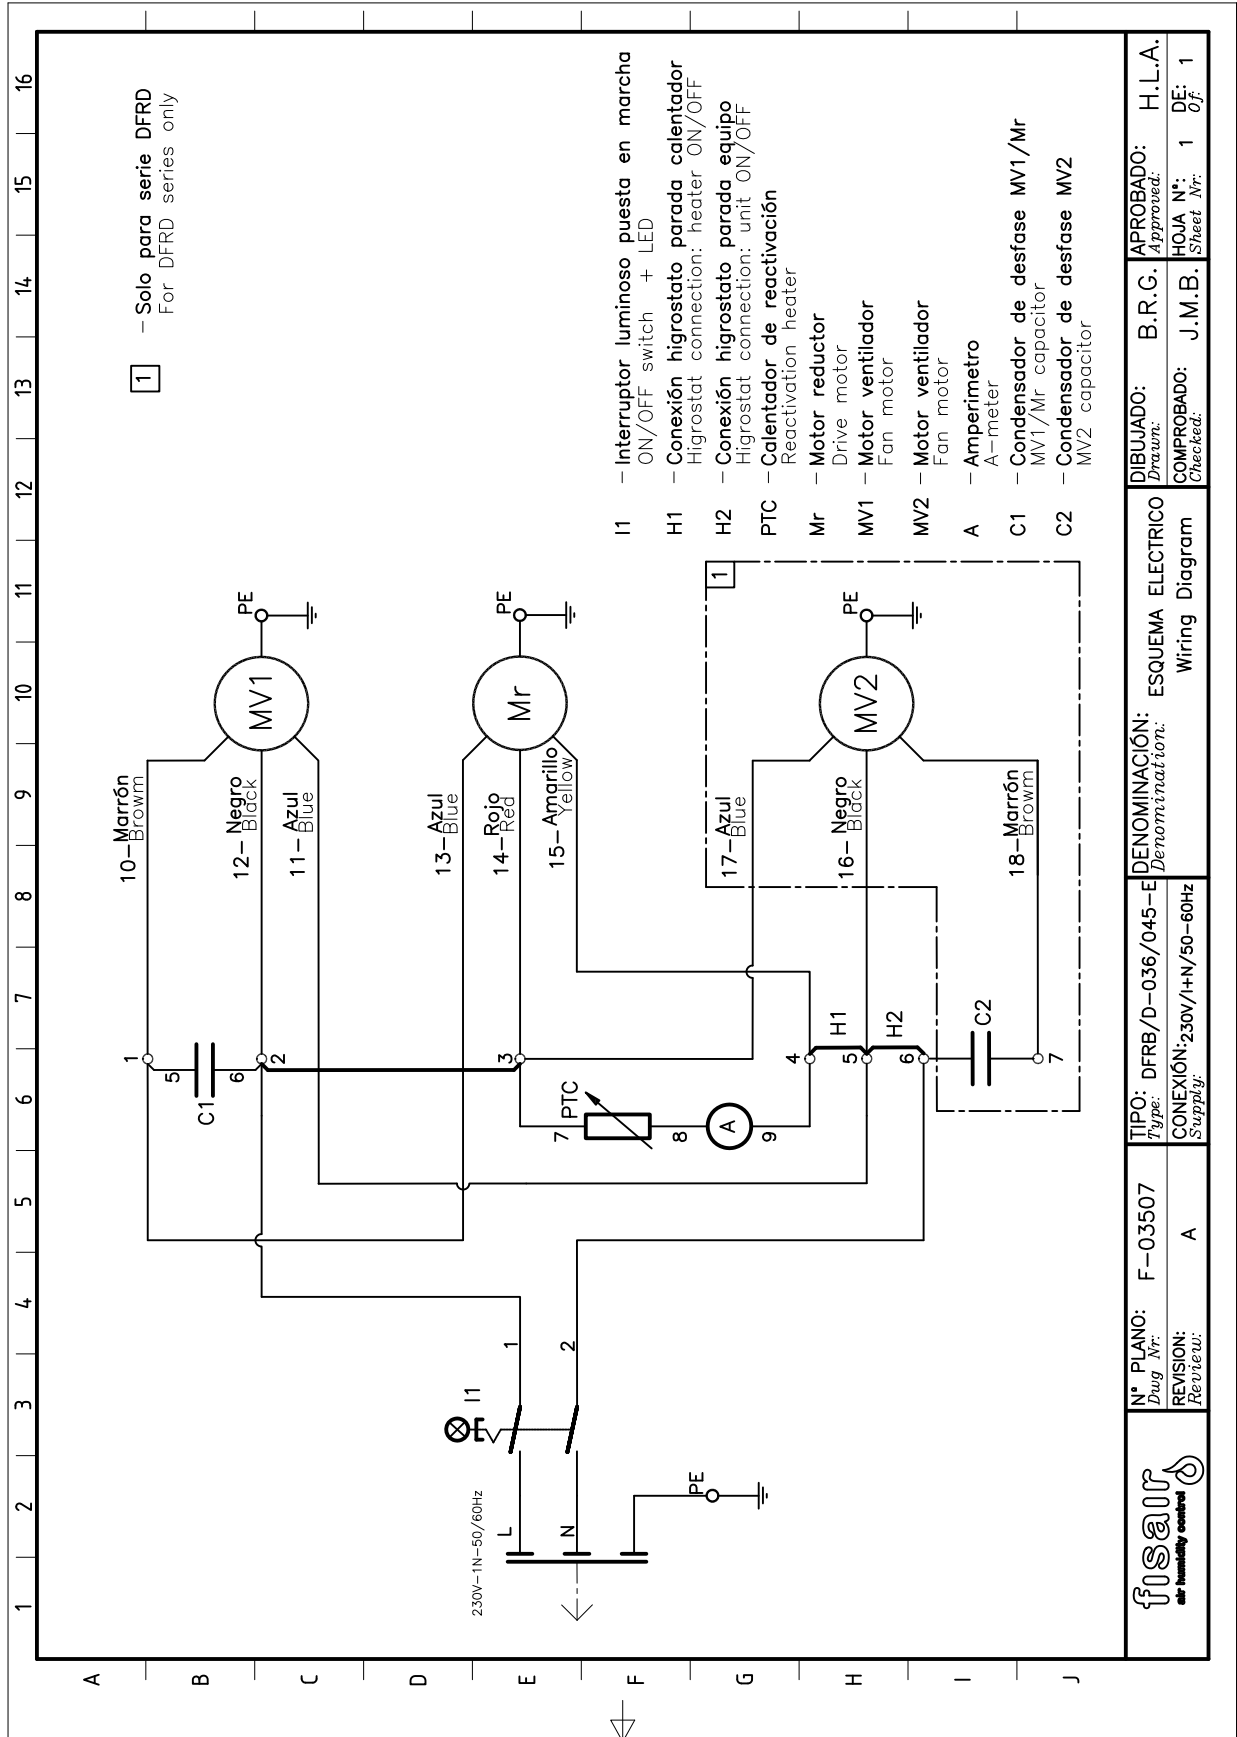 1
2
3
4
5
6
7
8
9
10
11
12
13
14
15
16
A
B
C
D
E
F
G
H
I
J
1
– Solo para serie DFRD
For DFRD series only
10–Marrón
Browm
12– Negro
Black
11–Azul
Blue
MV1
PE
1
5
6
2
C1
13–Azul
Blue
14–Rojo
Red
15–Amarillo
Yellow
Mr
PE
3
PTC
7
8
A
9
17–Azul
Blue
16– Negro
Black
18–Marrón
Browm
MV2
PE
1
4
H1
5
H2
6
C2
7
230V–1N–50/60Hz
L
N
PE
I1
1
2
I1 – Interruptor luminoso puesta en marcha
ON/OFF switch + LED
H1 – Conexión higrostato parada calentador
Higrostat connection: heater ON/OFF
H2 – Conexión higrostato parada equipo
Higrostat connection: unit ON/OFF
PTC – Calentador de reactivación
Reactivation heater
Mr – Motor reductor
Drive motor
MV1 – Motor ventilador
Fan motor
MV2 – Motor ventilador
Fan motor
A – Amperimetro
A–meter
C1 – Condensador de desfase MV1/Mr
MV1/Mr capacitor
C2 – Condensador de desfase MV2
MV2 capacitor
fisair
air humidity control
Nº PLANO: F–03507
Dwg Nr:
REVISION: A
Review:
TIPO: DFRB/D–036/045–E
Type:
CONEXIÓN: 230V/I+N/50–60Hz
Supply:
DENOMINACIÓN: ESQUEMA ELECTRICO
Denomination: Wiring Diagram
DIBUJADO: B.R.G.
Drawn:
COMPROBADO: J.M.B.
Checked:
APROBADO: H.L.A.
Approved:
HOJA Nº: 1 DE: 1
Sheet Nr: Of: